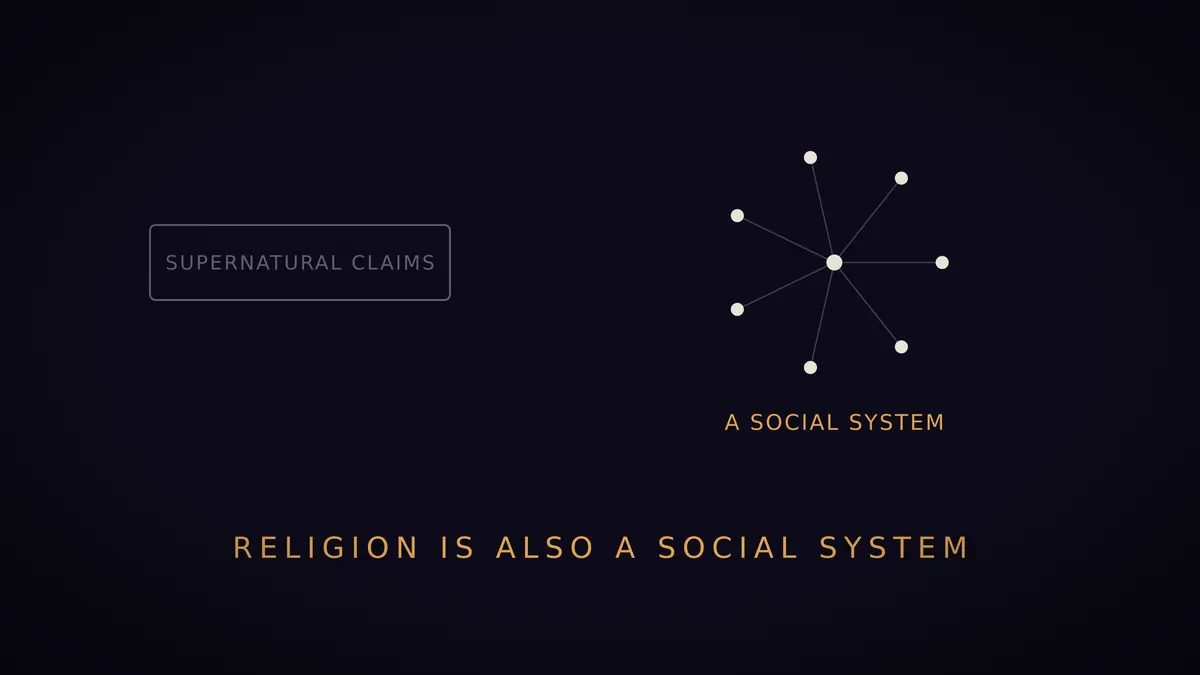 SUPERNATURAL CLAIMS
A SOCIAL SYSTEM
RELIGION IS ALSO A SOCIAL SYSTEM